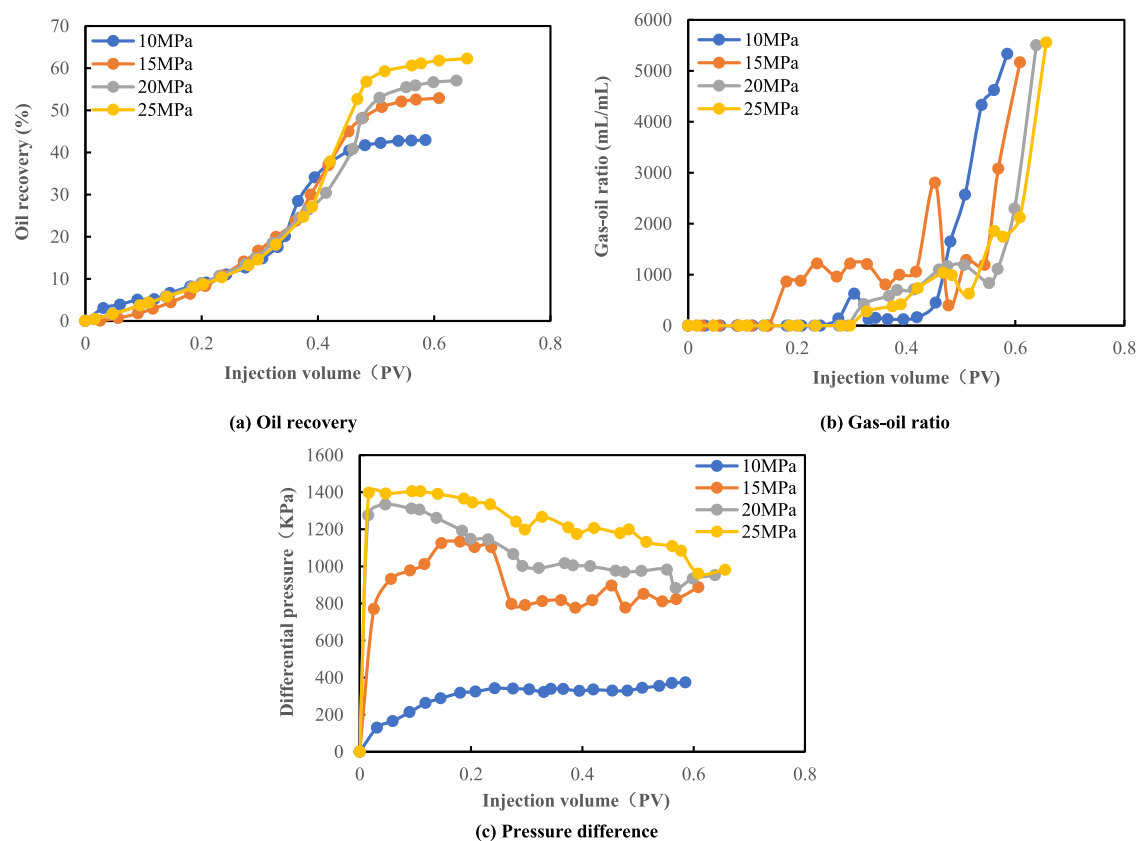 70
60
50
40
30
20
10
0
Oil recovery (%)
10MPa
15MPa
20MPa
25MPa
0 0.2 0.4 0.6 0.8
Injection volume（PV)
(a) Oil recovery
6000
5000
4000
3000
2000
1000
0
Gas-oil ratio (mL/mL)
10MPa
15MPa
20MPa
25MPa
0 0.2 0.4 0.6 0.8
Injection volume（PV)
(b) Gas-oil ratio
1600
1400
1200
1000
800
600
400
200
0
Differential pressure（KPa)
10MPa
15MPa
20MPa
25MPa
0 0.2 0.4 0.6 0.8
Injection volume（PV)
(c) Pressure difference